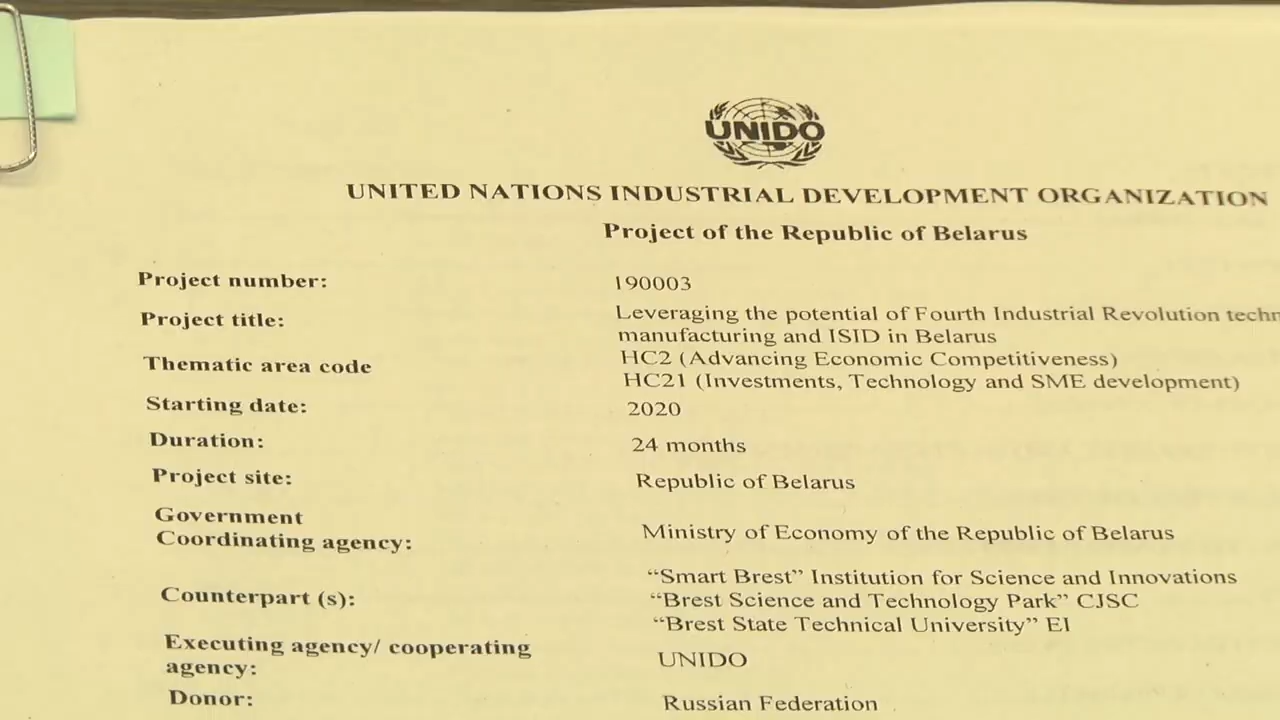 UNIDO
UNITED NATIONS INDUSTRIAL DEVELOPMENT ORGANIZATION
Project of the Republic of Belarus
Project number: 190003
Project title: Leveraging the potential of Fourth Industrial Revolution
manufacturing and ISID in Belarus
Thematic area code HC2 (Advancing Economic Competitiveness)
HC21 (Investments, Technology and SME development)
Starting date: 2020
Duration: 24 months
Project site: Republic of Belarus
Government
Coordinating agency: Ministry of Economy of the Republic of Belarus
"Smart Brest" Institution for Science and Innovations
Counterpart (s): "Brest Science and Technology Park" CJSC
"Brest State Technical University" EI
Executing agency/ cooperating
agency: UNIDO
Donor: Russian Federation